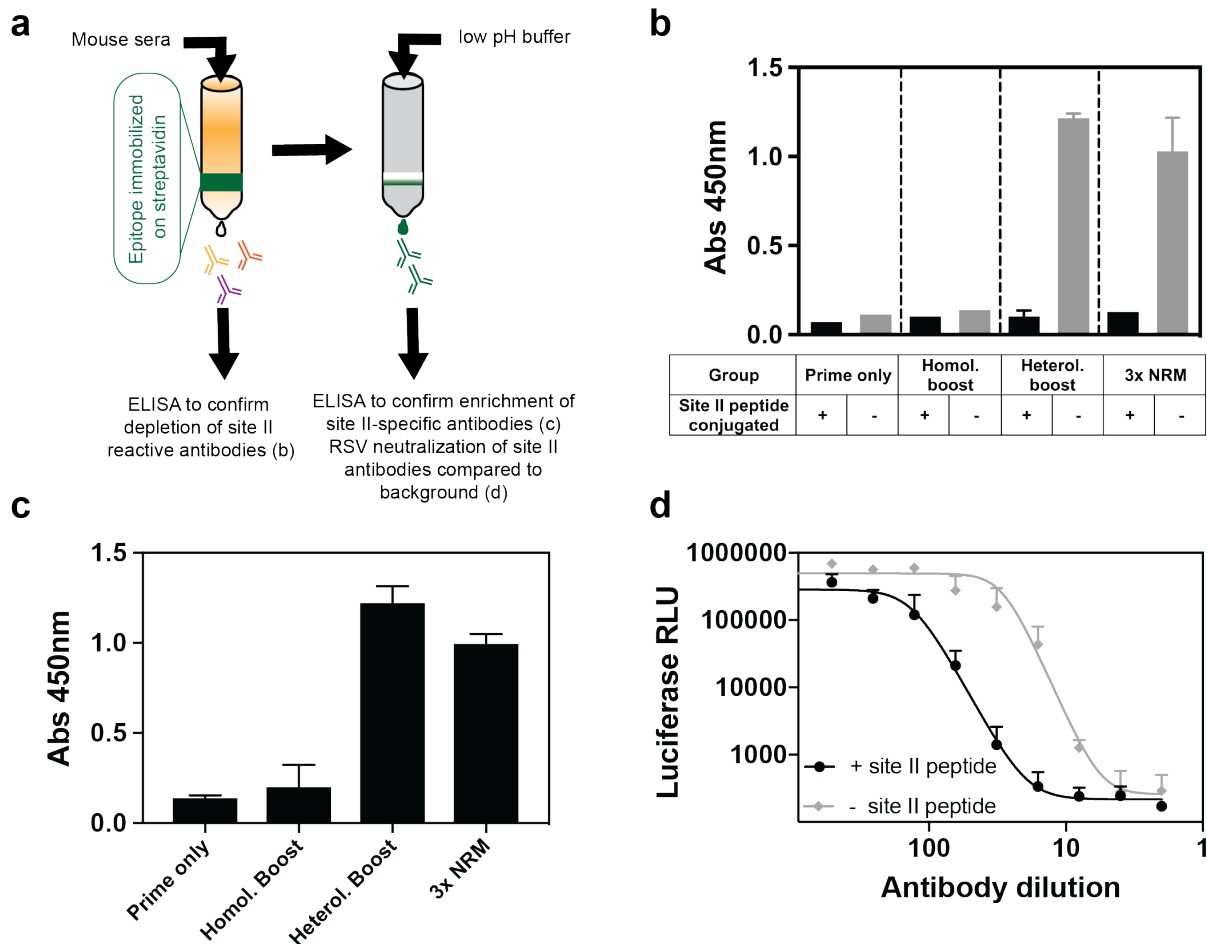 a
Mouse sera
low pH buffer
Epitope immobilized
on streptavidin
ELISA to confirm
depletion of site II
reactive antibodies (b)
ELISA to confirm enrichment of
site II-specific antibodies (c)
RSV neutralization of site II
antibodies compared to
background (d)
b
Abs 450nm
1.5
1.0
0.5
0.0
Group Prime only Homol. boost Heterol. boost 3x NRM
Site II peptide conjugated + - + - + - + -
c
Abs 450nm
1.5
1.0
0.5
0.0
Prime only
Homol. Boost
Heterol. Boost
3x NRM
d
Luciferase RLU
1000000
100000
10000
1000
+ site II peptide
- site II peptide
100 10 1
Antibody dilution